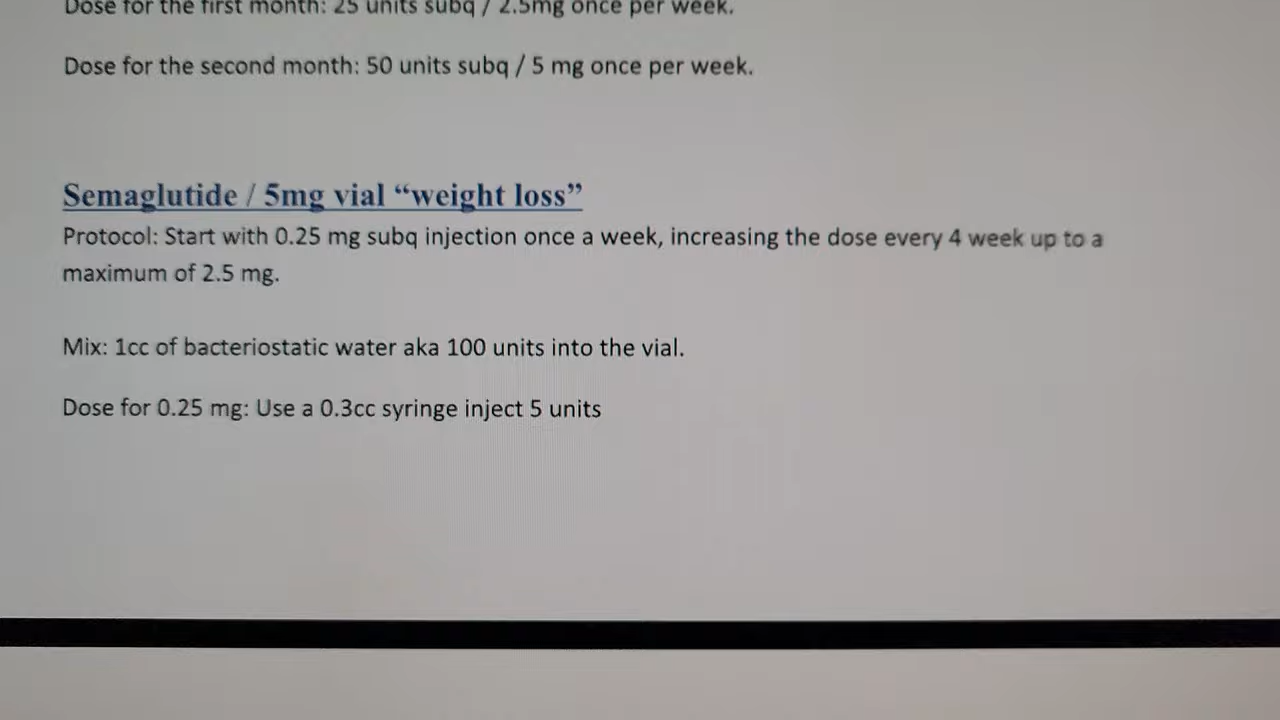 Dose for the first month: 25 units subq / 2.5mg once per week.
Dose for the second month: 50 units subq / 5 mg once per week.
Semaglutide / 5mg vial “weight loss”
Protocol: Start with 0.25 mg subq injection once a week, increasing the dose every 4 week up to a
maximum of 2.5 mg.
Mix: 1cc of bacteriostatic water aka 100 units into the vial.
Dose for 0.25 mg: Use a 0.3cc syringe inject 5 units